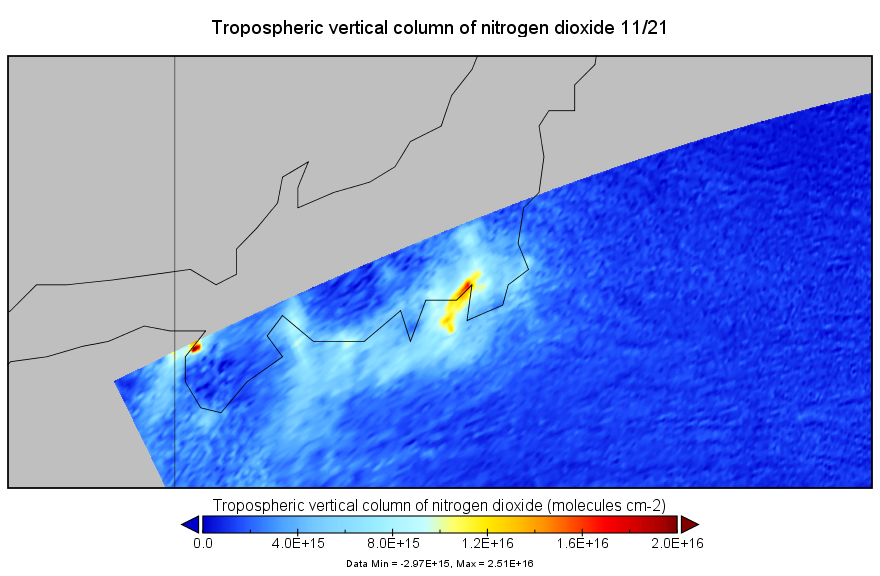 Tropospheric vertical column of nitrogen dioxide 11/21
Tropospheric vertical column of nitrogen dioxide (molecules cm-2)
0.0 4.0E+15 8.0E+15 1.2E+16 1.6E+16 2.0E+16
Data Min = -2.97E+15, Max = 2.51E+16